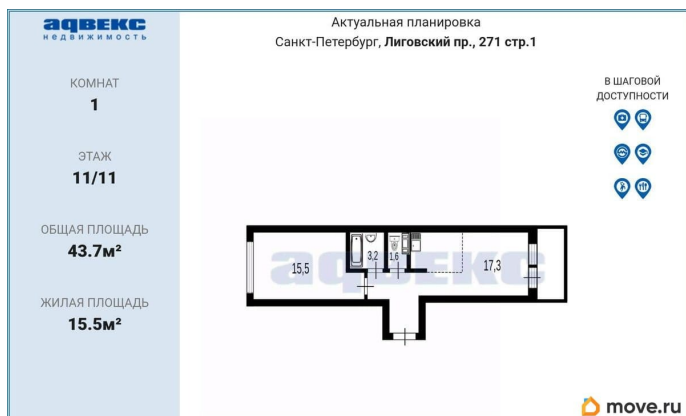 адвекс
НЕДВИЖИМОСТЬ
КОМНАТ
1
ЭТАЖ
11/11
ОБЩАЯ ПЛОЩАДЬ
43.7м²
ЖИЛАЯ ПЛОЩАДЬ
15.5м²
Актуальная планировка
Санкт-Петербург, Лиговский пр., 271 стр.1
В ШАГОВОЙ
ДОСТУПНОСТИ
15,5
3,2
1,6
17,3
адвекс
move.ru